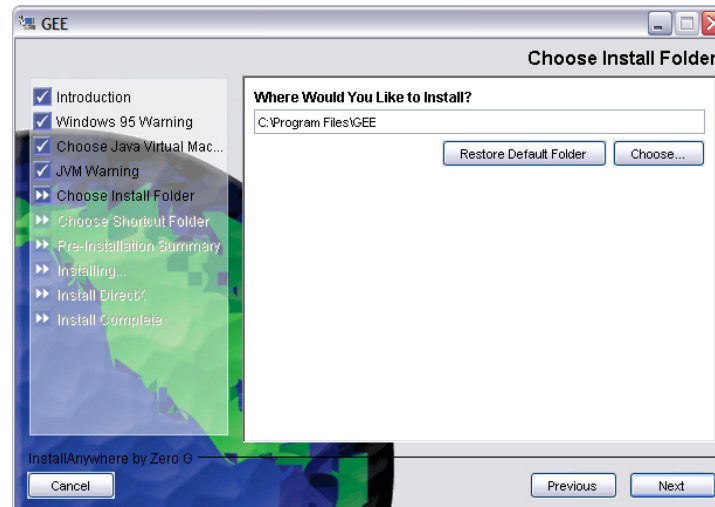 GEE
Choose Install Folder
Introduction
Windows 95 Warning
Choose Java Virtual Mac...
JVM Warning
Choose Install Folder
Choose Shortcut Folder
Pre-Installation Summary
Installing...
Install DirectX
Install Complete
Where Would You Like to Install?
C:\Program Files\GEE
Restore Default Folder
Choose...
InstallAnywhere by Zero G
Cancel
Previous
Next